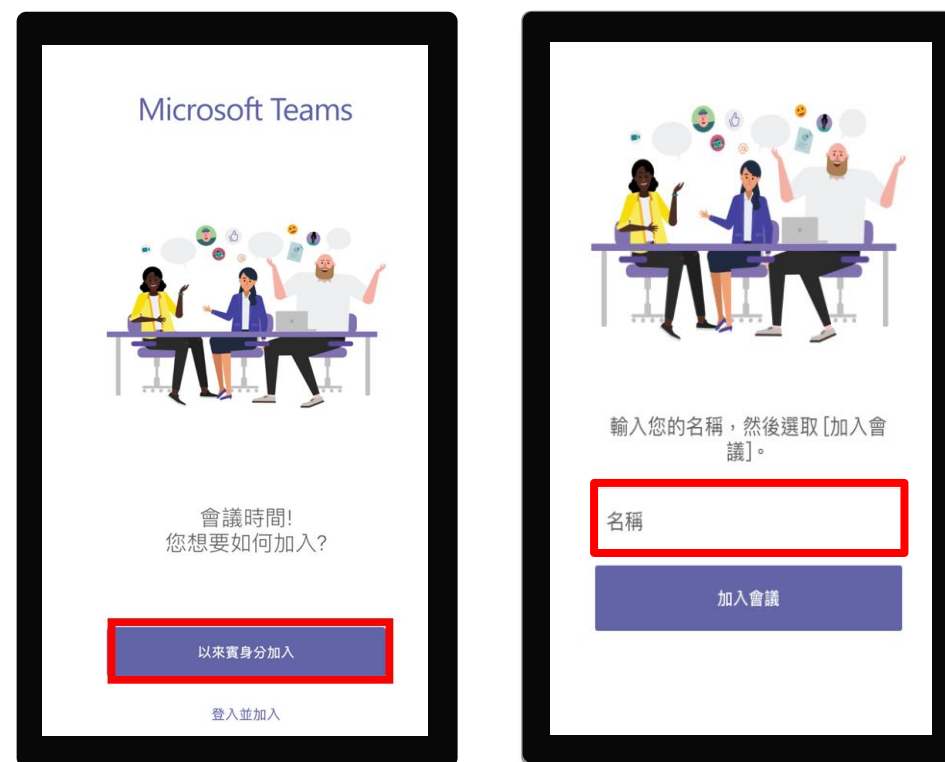 Microsoft Teams
會議時間!
您想要如何加入?
以來賓身分加入
登入並加入
輸入您的名稱，然後選取 [加入會
議]。
名稱
加入會議